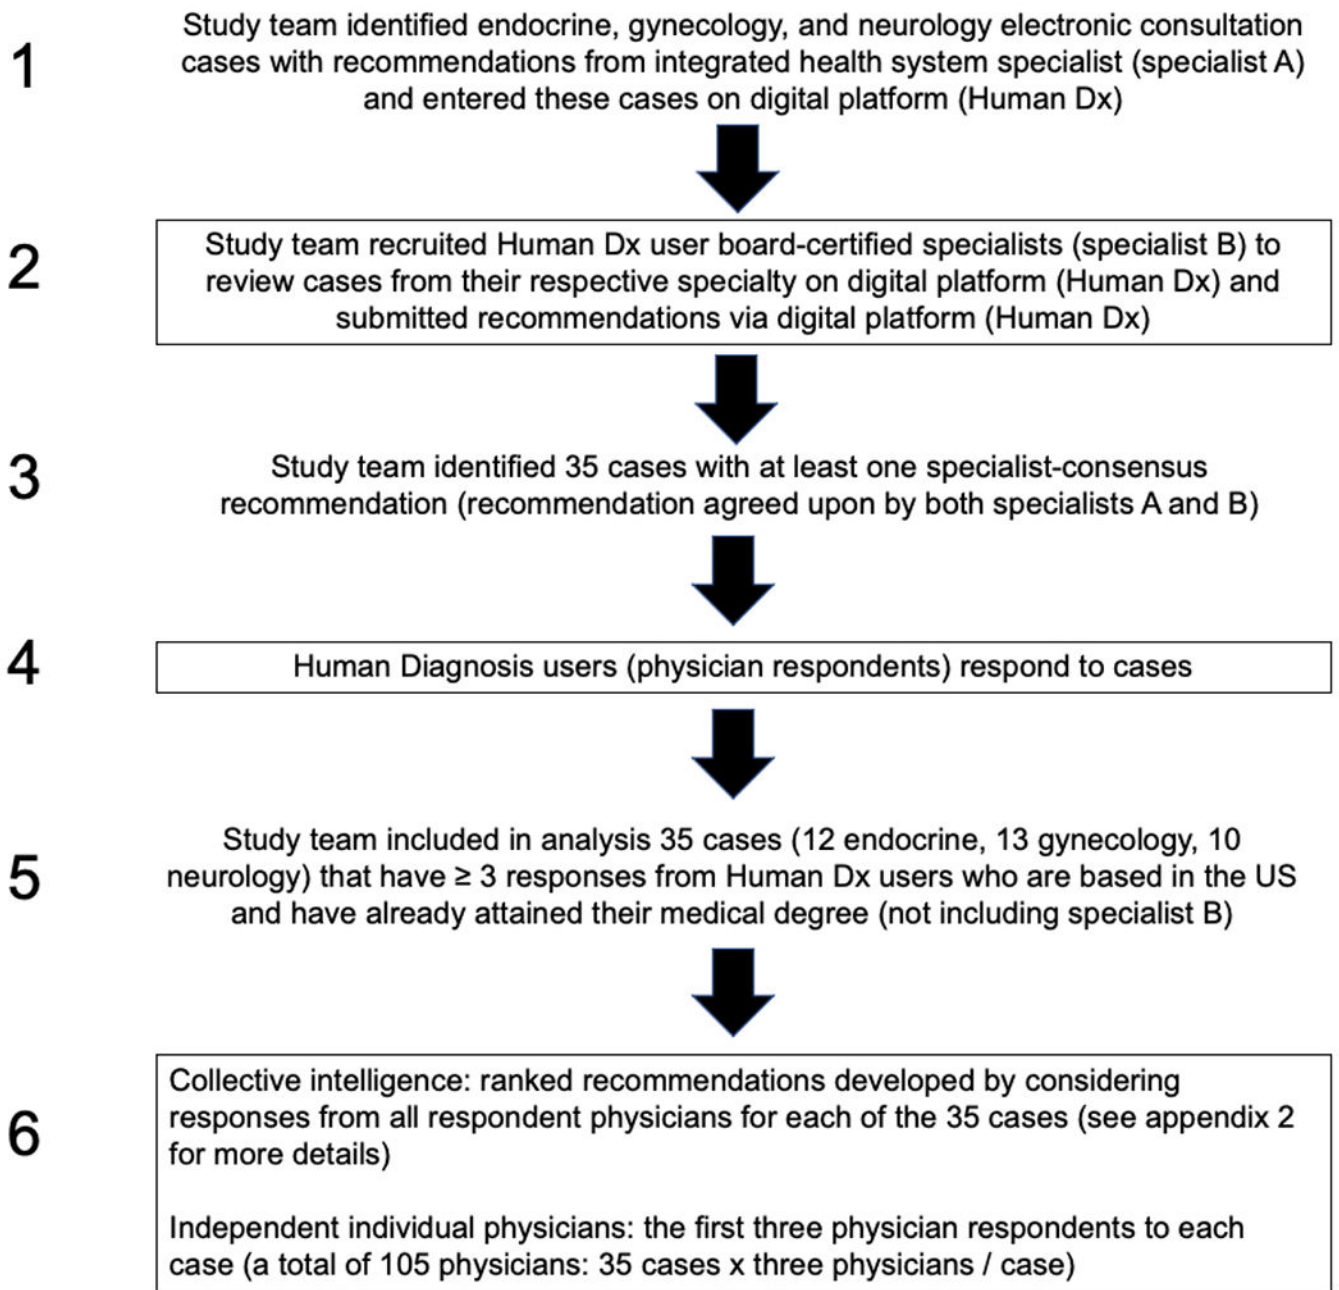 1
Study team identified endocrine, gynecology, and neurology electronic consultation
cases with recommendations from integrated health system specialist (specialist A)
and entered these cases on digital platform (Human Dx)
2
Study team recruited Human Dx user board-certified specialists (specialist B) to
review cases from their respective specialty on digital platform (Human Dx) and
submitted recommendations via digital platform (Human Dx)
3
Study team identified 35 cases with at least one specialist-consensus
recommendation (recommendation agreed upon by both specialists A and B)
4
Human Diagnosis users (physician respondents) respond to cases
5
Study team included in analysis 35 cases (12 endocrine, 13 gynecology, 10
neurology) that have ≥ 3 responses from Human Dx users who are based in the US
and have already attained their medical degree (not including specialist B)
6
Collective intelligence: ranked recommendations developed by considering
responses from all respondent physicians for each of the 35 cases (see appendix 2
for more details)
Independent individual physicians: the first three physician respondents to each
case (a total of 105 physicians: 35 cases x three physicians / case)